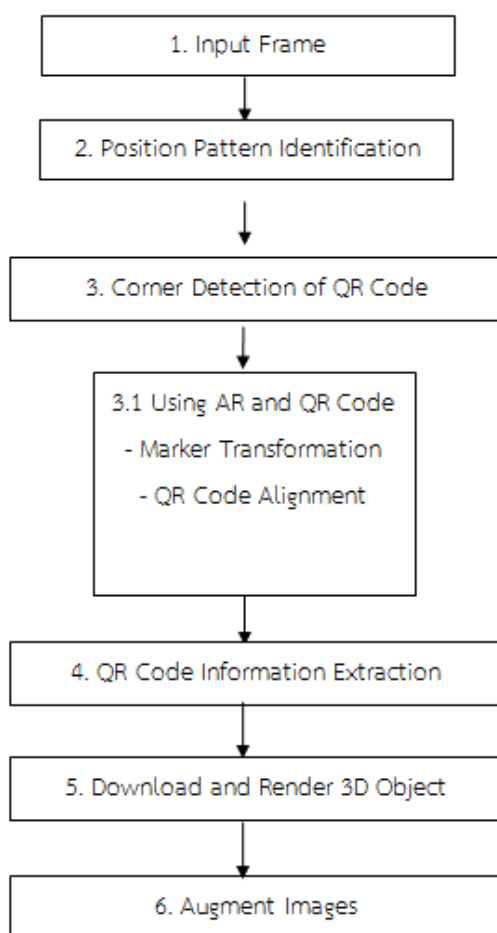 1. Input Frame
2. Position Pattern Identification
3. Corner Detection of QR Code
3.1 Using AR and QR Code
- Marker Transformation
- QR Code Alignment
4. QR Code Information Extraction
5. Download and Render 3D Object
6. Augment Images